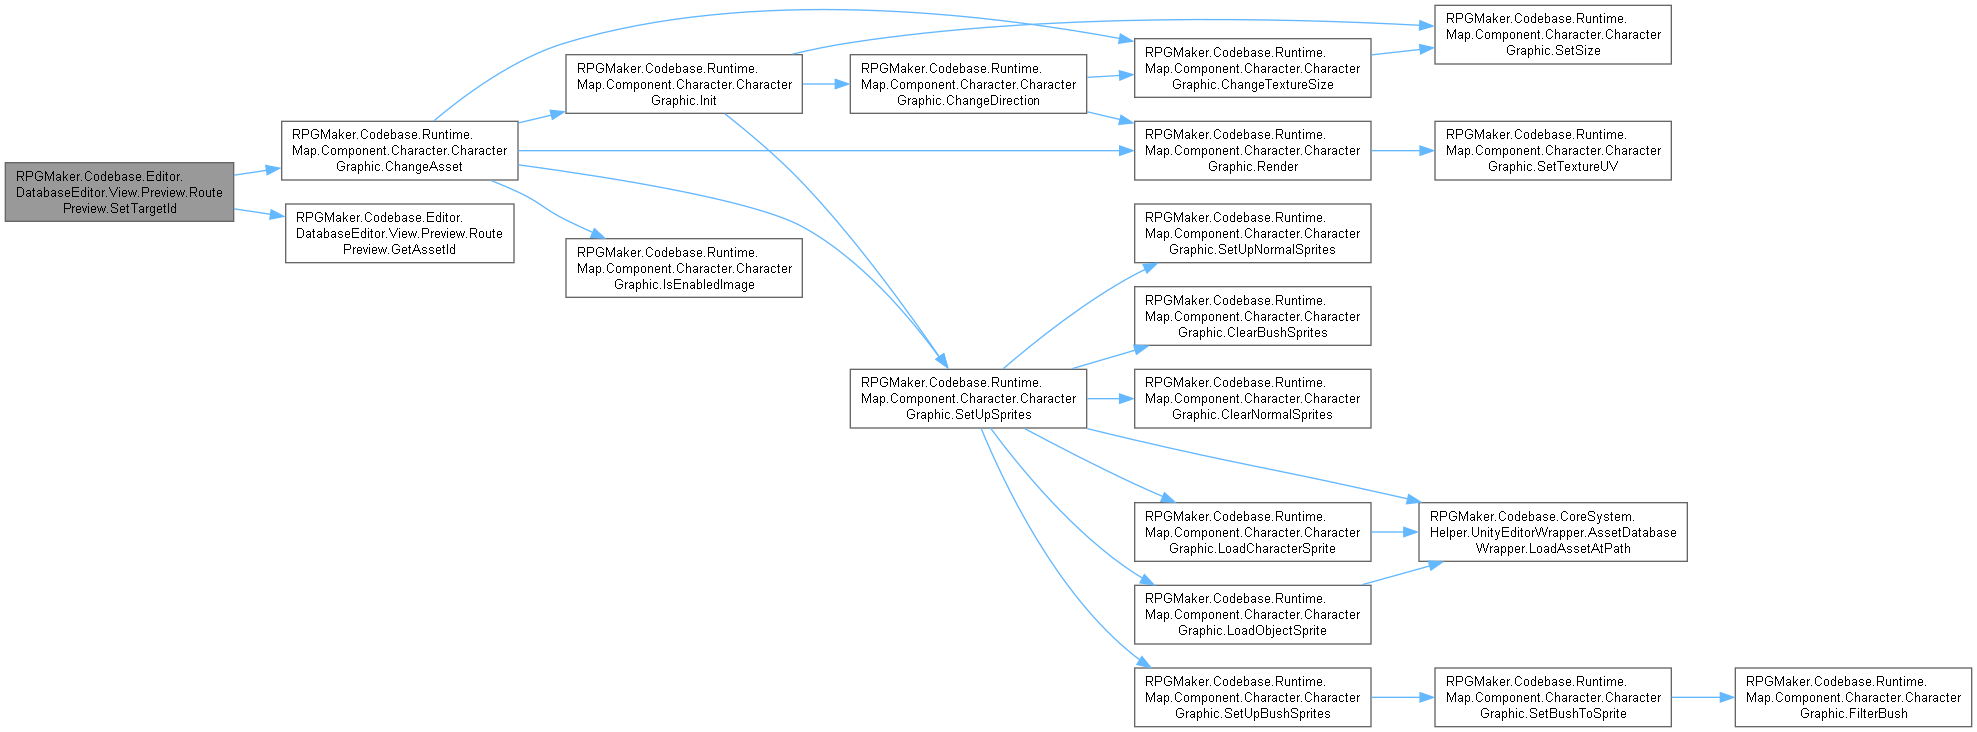 RPGMaker.Codebase.Editor.
DatabaseEditor.View.Preview.Route
Preview.SetTargetId
RPGMaker.Codebase.Runtime.
Map.Component.Character.Character
Graphic.ChangeAsset
RPGMaker.Codebase.Editor.
DatabaseEditor.View.Preview.Route
Preview.GetAssetId
RPGMaker.Codebase.Runtime.
Map.Component.Character.Character
Graphic.Init
RPGMaker.Codebase.Runtime.
Map.Component.Character.Character
Graphic.IsEnabledImage
RPGMaker.Codebase.Runtime.
Map.Component.Character.Character
Graphic.ChangeDirection
RPGMaker.Codebase.Runtime.
Map.Component.Character.Character
Graphic.SetUpSprites
RPGMaker.Codebase.Runtime.
Map.Component.Character.Character
Graphic.ChangeTextureSize
RPGMaker.Codebase.Runtime.
Map.Component.Character.Character
Graphic.Render
RPGMaker.Codebase.Runtime.
Map.Component.Character.Character
Graphic.SetUpNormalSprites
RPGMaker.Codebase.Runtime.
Map.Component.Character.Character
Graphic.ClearBushSprites
RPGMaker.Codebase.Runtime.
Map.Component.Character.Character
Graphic.ClearNormalSprites
RPGMaker.Codebase.Runtime.
Map.Component.Character.Character
Graphic.LoadCharacterSprite
RPGMaker.Codebase.Runtime.
Map.Component.Character.Character
Graphic.LoadObjectSprite
RPGMaker.Codebase.Runtime.
Map.Component.Character.Character
Graphic.SetUpBushSprites
RPGMaker.Codebase.Runtime.
Map.Component.Character.Character
Graphic.SetSize
RPGMaker.Codebase.Runtime.
Map.Component.Character.Character
Graphic.SetTextureUV
RPGMaker.Codebase.CoreSystem.
Helper.UnityEditorWrapper.AssetDatabase
Wrapper.LoadAssetAtPath
RPGMaker.Codebase.Runtime.
Map.Component.Character.Character
Graphic.SetBushToSprite
RPGMaker.Codebase.Runtime.
Map.Component.Character.Character
Graphic.FilterBush